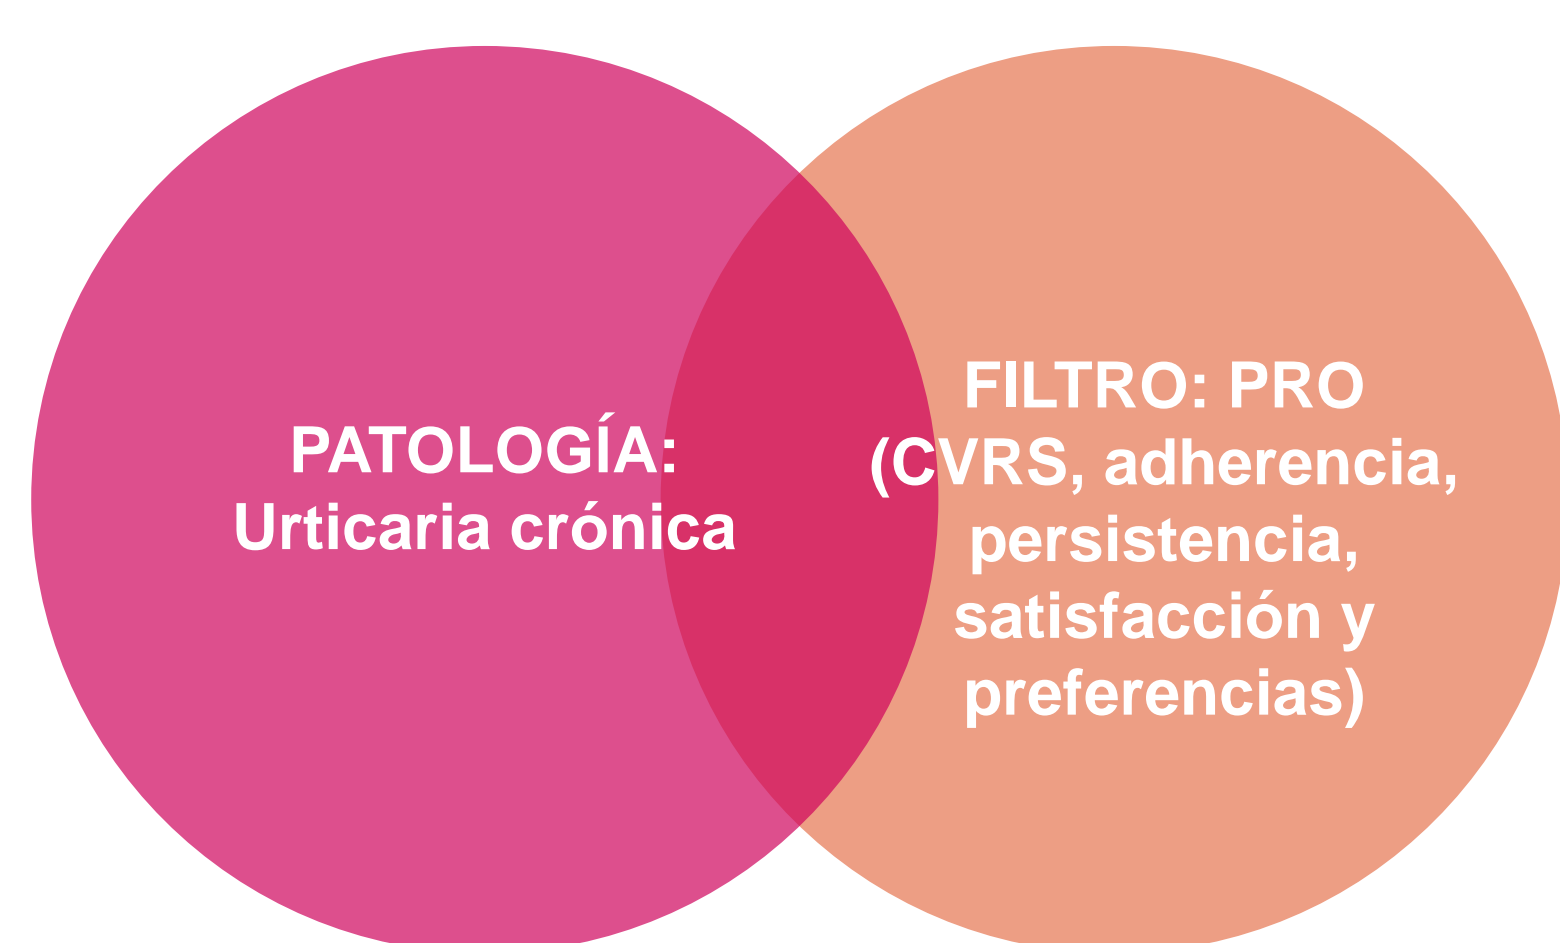 PATOLOGÍA:
Urticaria crónica
FILTRO: PRO
(CVRS, adherencia,
persistencia,
satisfacción y
preferencias)